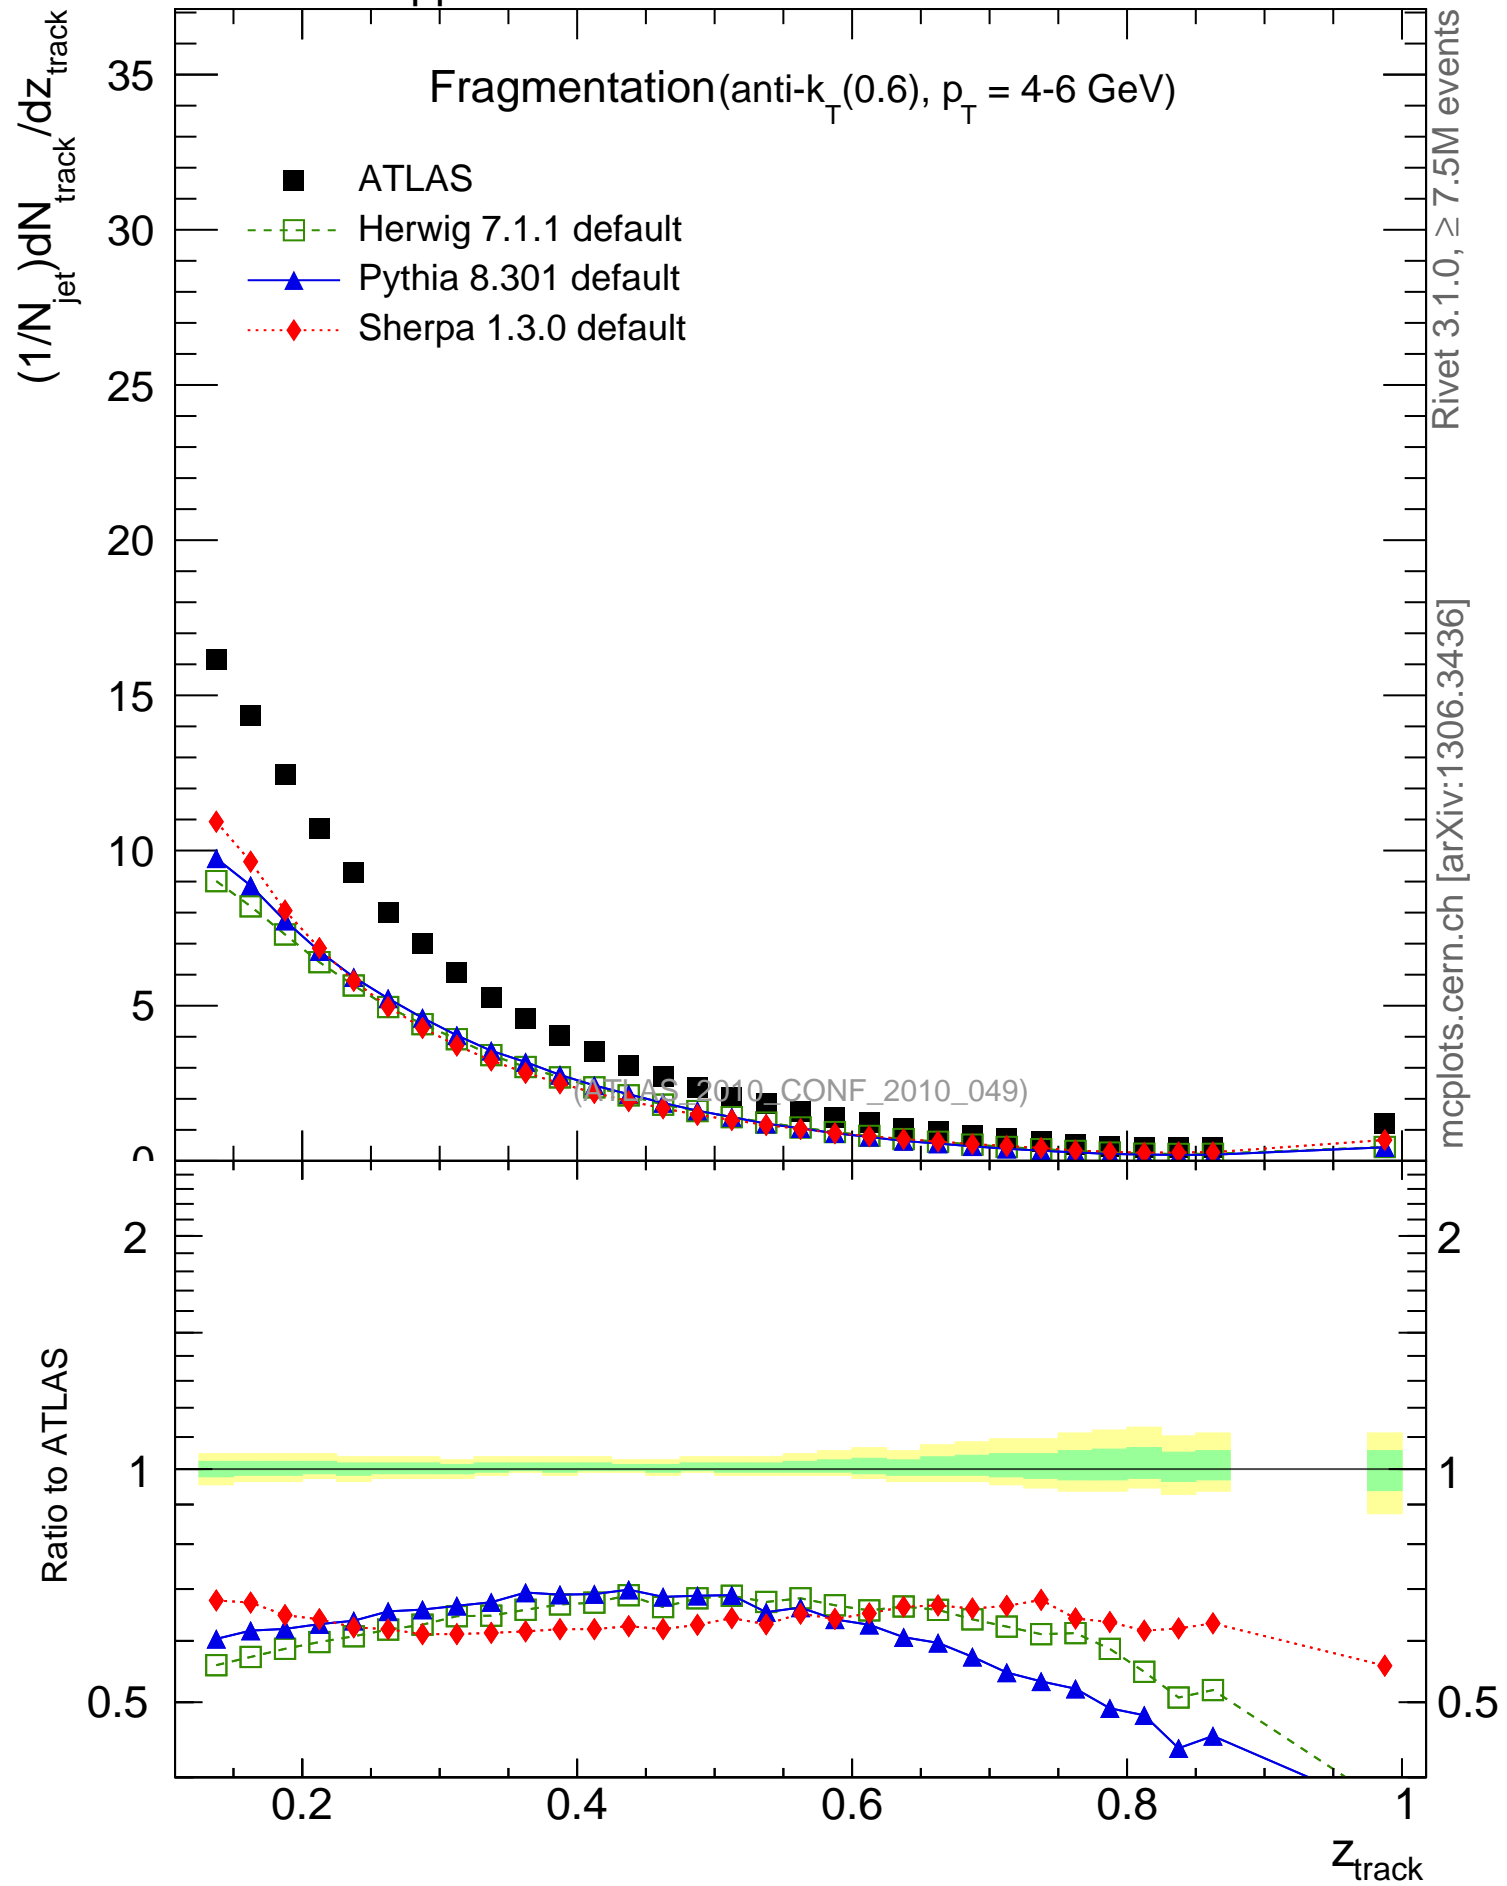 Fragmentation (anti-k_T(0.6), p_T = 4-6 GeV)
(1/N_jet)dN_track/dz_track
ATLAS
Herwig 7.1.1 default
Pythia 8.301 default
Sherpa 1.3.0 default
35
30
25
20
15
10
5
0
(ATLAS_2010_CONF_2010_049)
Rivet 3.1.0, ≥ 7.5M events
mcplots.cern.ch [arXiv:1306.3436]
Ratio to ATLAS
2
1
0.5
2
1
0.5
0.2 0.4 0.6 0.8 1
z_track